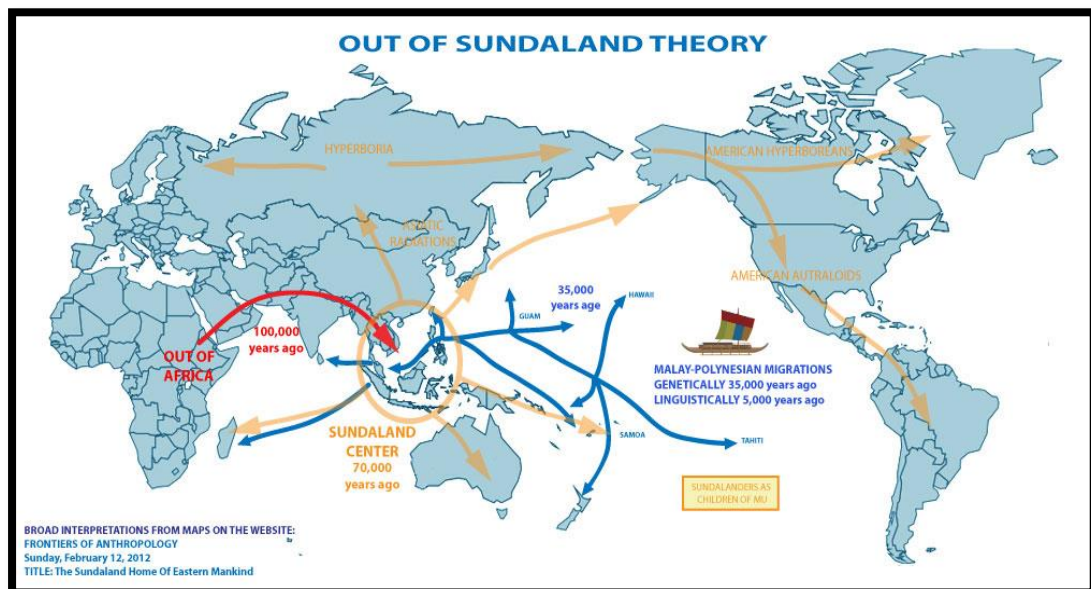 OUT OF SUNDALAND THEORY
HYPERBORIA
AMERICAN HYPERBOREANS
ASIATIC
RADIATIONS
AMERICAN AUTRALOIDS
35,000
years age
HAWAII
GUAM
100,000
years ago
OUT OF
AFRICA
MALAY-POLYNESIAN MIGRATIONS
GENETICALLY 35,000 years ago
LINGUISTICALLY 5,000 years ago
SUNDALAND
CENTER
70,000
years ago
SAMOA
TAHITI
SUNDALANDERS AS
CHILDREN OF MU
BROAD INTERPRETATIONS FROM MAPS ON THE WEBSITE:
FRONTIERS OF ANTHROPOLOGY
Sunday, February 12, 2012
TITLE: The Sundaland Home Of Eastern Mankind